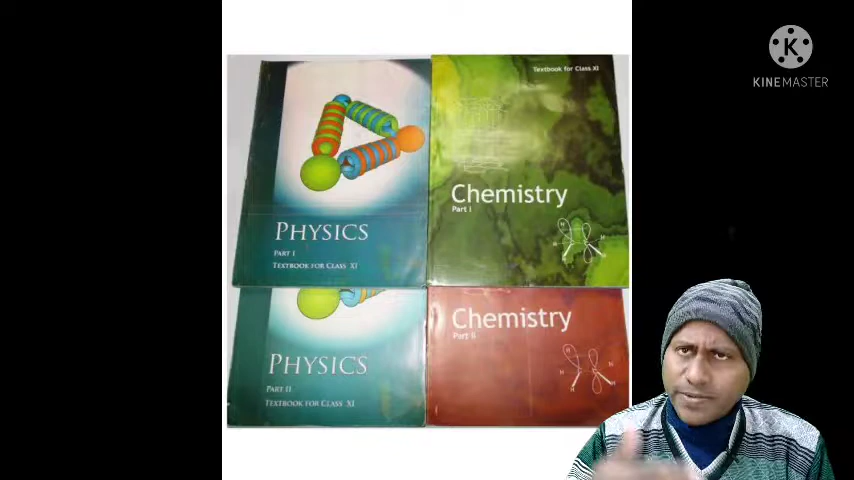 K
KINEMASTER
Textbook for Class XI
Chemistry
Part I
PHYSICS
PART I
TEXTBOOK FOR CLASS XI
Chemistry
Part II
PHYSICS
PART II
TEXTBOOK FOR CLASS XI